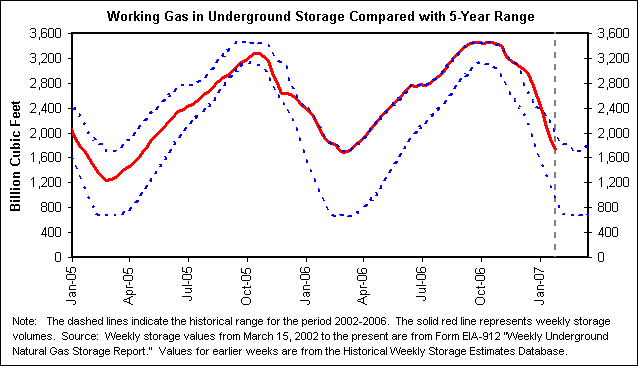 Working Gas in Underground Storage Compared with 5-Year Range
3,600 3,600
3,200 3,200
2,800 2,800
2,400 2,400
2,000 2,000
1,600 1,600
1,200 1,200
800 800
400 400
0 0
Billion Cubic Feet
Jan-05 Apr-05 Jul-05 Oct-05 Jan-06 Apr-06 Jul-06 Oct-06 Jan-07
Note: The dashed lines indicate the historical range for the period 2002-2006. The solid red line represents weekly storage
volumes. Source: Weekly storage values from March 15, 2002 to the present are from Form EIA-912 "Weekly Underground
Natural Gas Storage Report." Values for earlier weeks are from the Historical Weekly Storage Estimates Database.